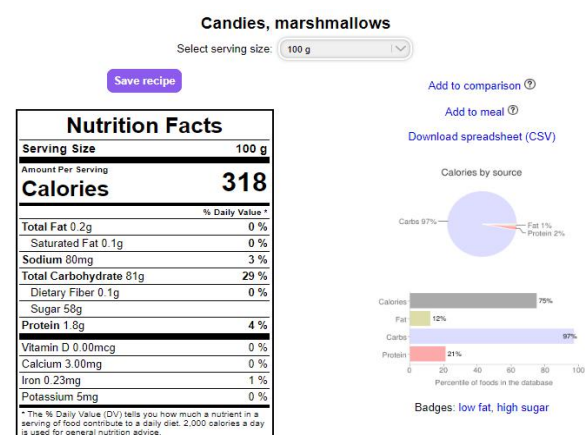 Candies, marshmallows
Select serving size: 100 g
Save recipe
Nutrition Facts
Serving Size 100 g
Amount Per Serving
Calories 318
% Daily Value *
Total Fat 0.2g 0 %
Saturated Fat 0.1g 0 %
Sodium 80mg 3 %
Total Carbohydrate 81g 29 %
Dietary Fiber 0.1g 0 %
Sugar 58g
Protein 1.8g 4 %
Vitamin D 0.00mcg 0 %
Calcium 3.00mg 0 %
Iron 0.23mg 1 %
Potassium 5mg 0 %
* The % Daily Value (DV) tells you how much a nutrient in a
serving of food contribute to a daily diet. 2,000 calories a day
is used for general nutrition advice.
Add to comparison ?
Add to meal ?
Download spreadsheet (CSV)
Calories by source
Carbs 97%
Fat 1%
Protein 2%
Calories 75%
Fat 12%
Carbs 97%
Protein 21%
0 20 40 60 80 100
Percentile of foods in the database
Badges: low fat, high sugar